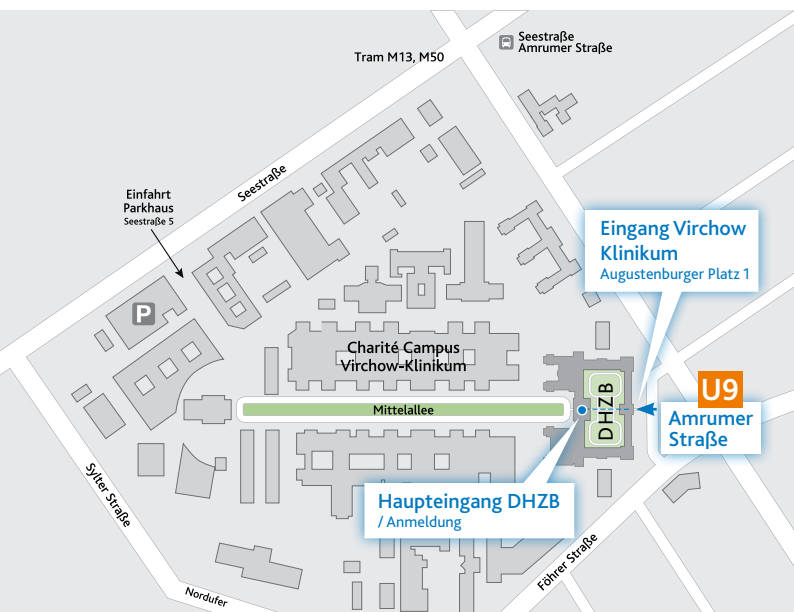 Seestraße
Amrumer Straße
Tram M13, M50
Seestraße
Einfahrt
Parkhaus
Seestraße 5
Eingang Virchow
Klinikum
Augustenburger Platz 1
P
Charité Campus
Virchow-Klinikum
U9
Amrumer
Straße
DHZB
Mittelallee
Sylter Straße
Haupteingang DHZB
/ Anmeldung
Föhrer Straße
Nordufer